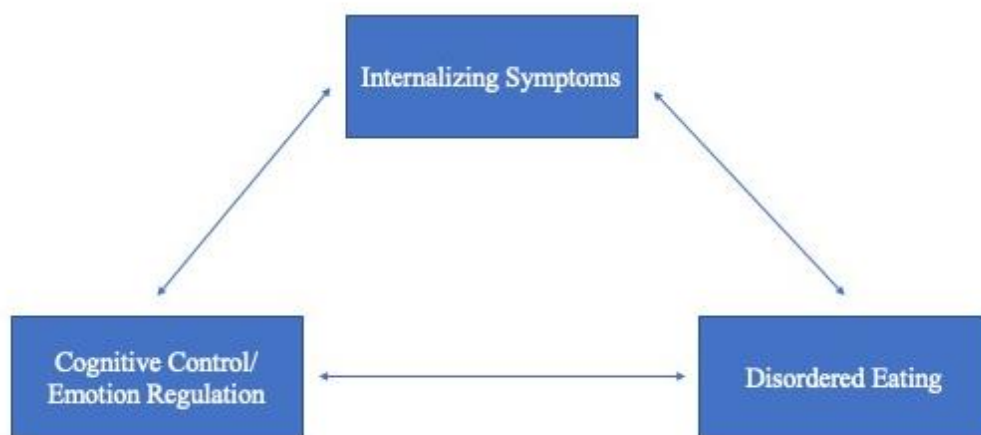 Internalizing Symptoms
Cognitive Control/
Emotion Regulation
Disordered Eating